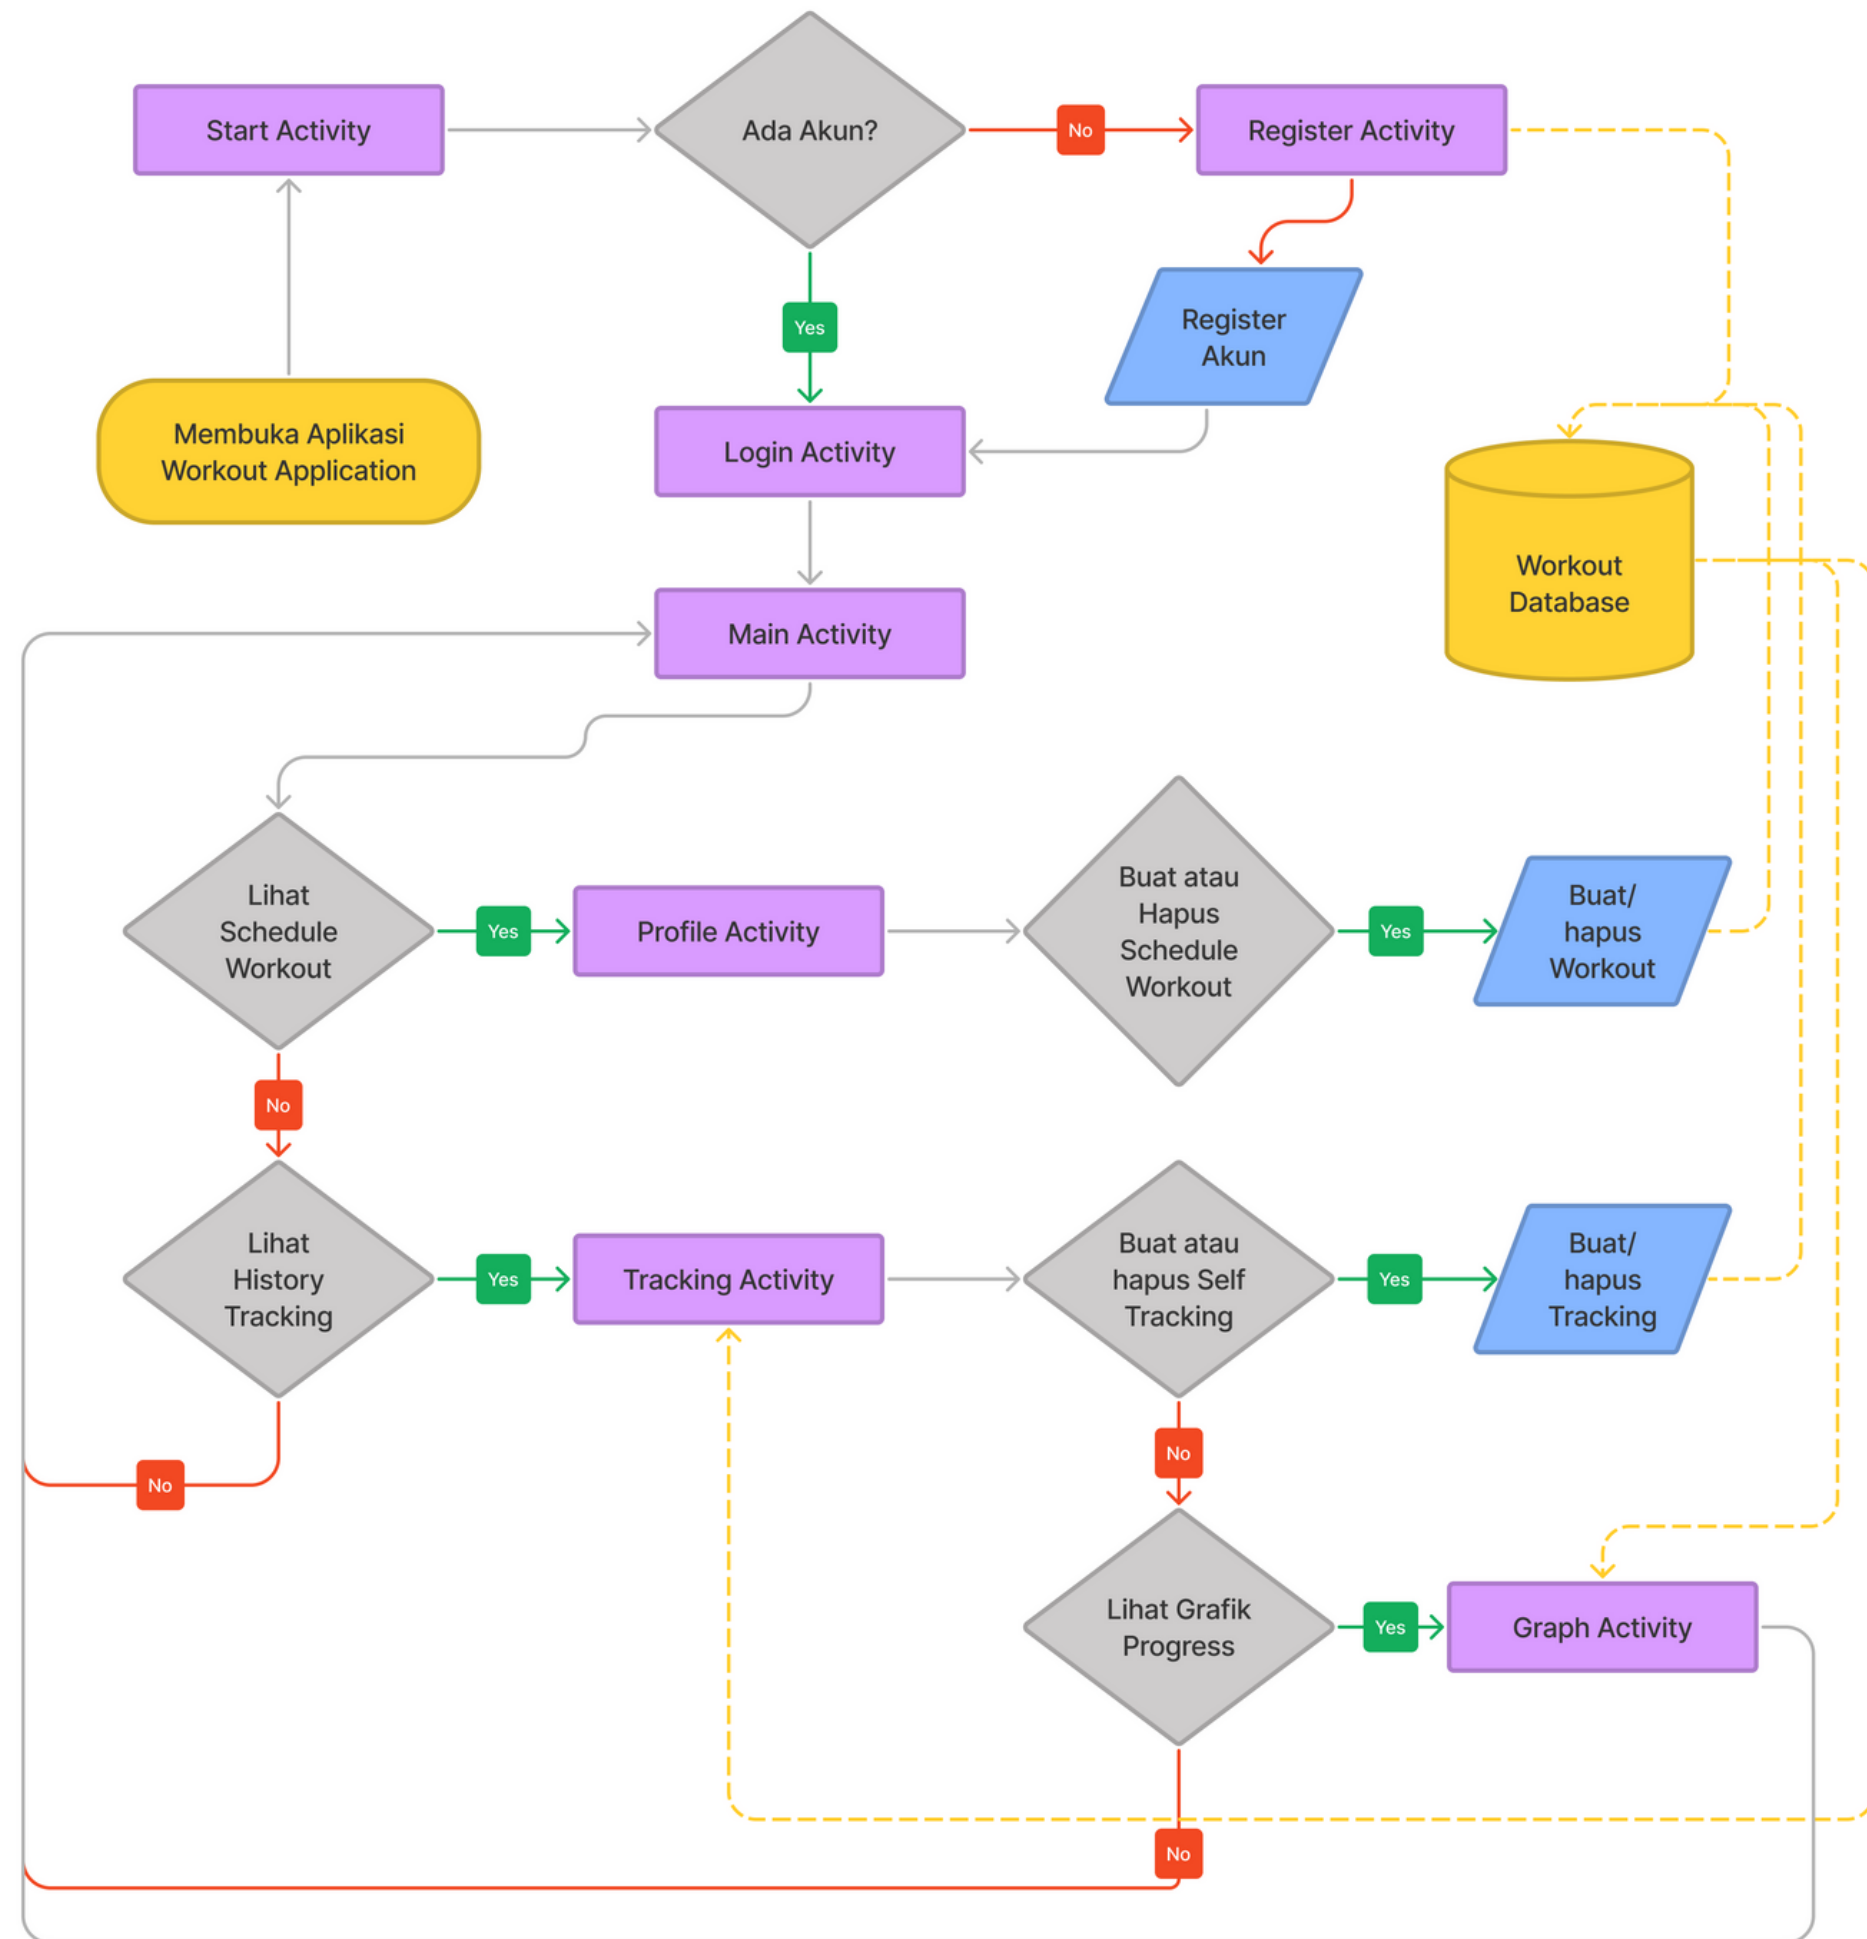 Start Activity
Ada Akun?
No
Register Activity
Yes
Register
Akun
Membuka Aplikasi
Workout Application
Login Activity
Workout
Database
Main Activity
Lihat
Schedule
Workout
Yes
Profile Activity
Buat atau
Hapus
Schedule
Workout
Yes
Buat/
hapus
Workout
No
Lihat
History
Tracking
Yes
Tracking Activity
Buat atau
hapus Self
Tracking
Yes
Buat/
hapus
Tracking
No
No
Lihat Grafik
Progress
Yes
Graph Activity
No